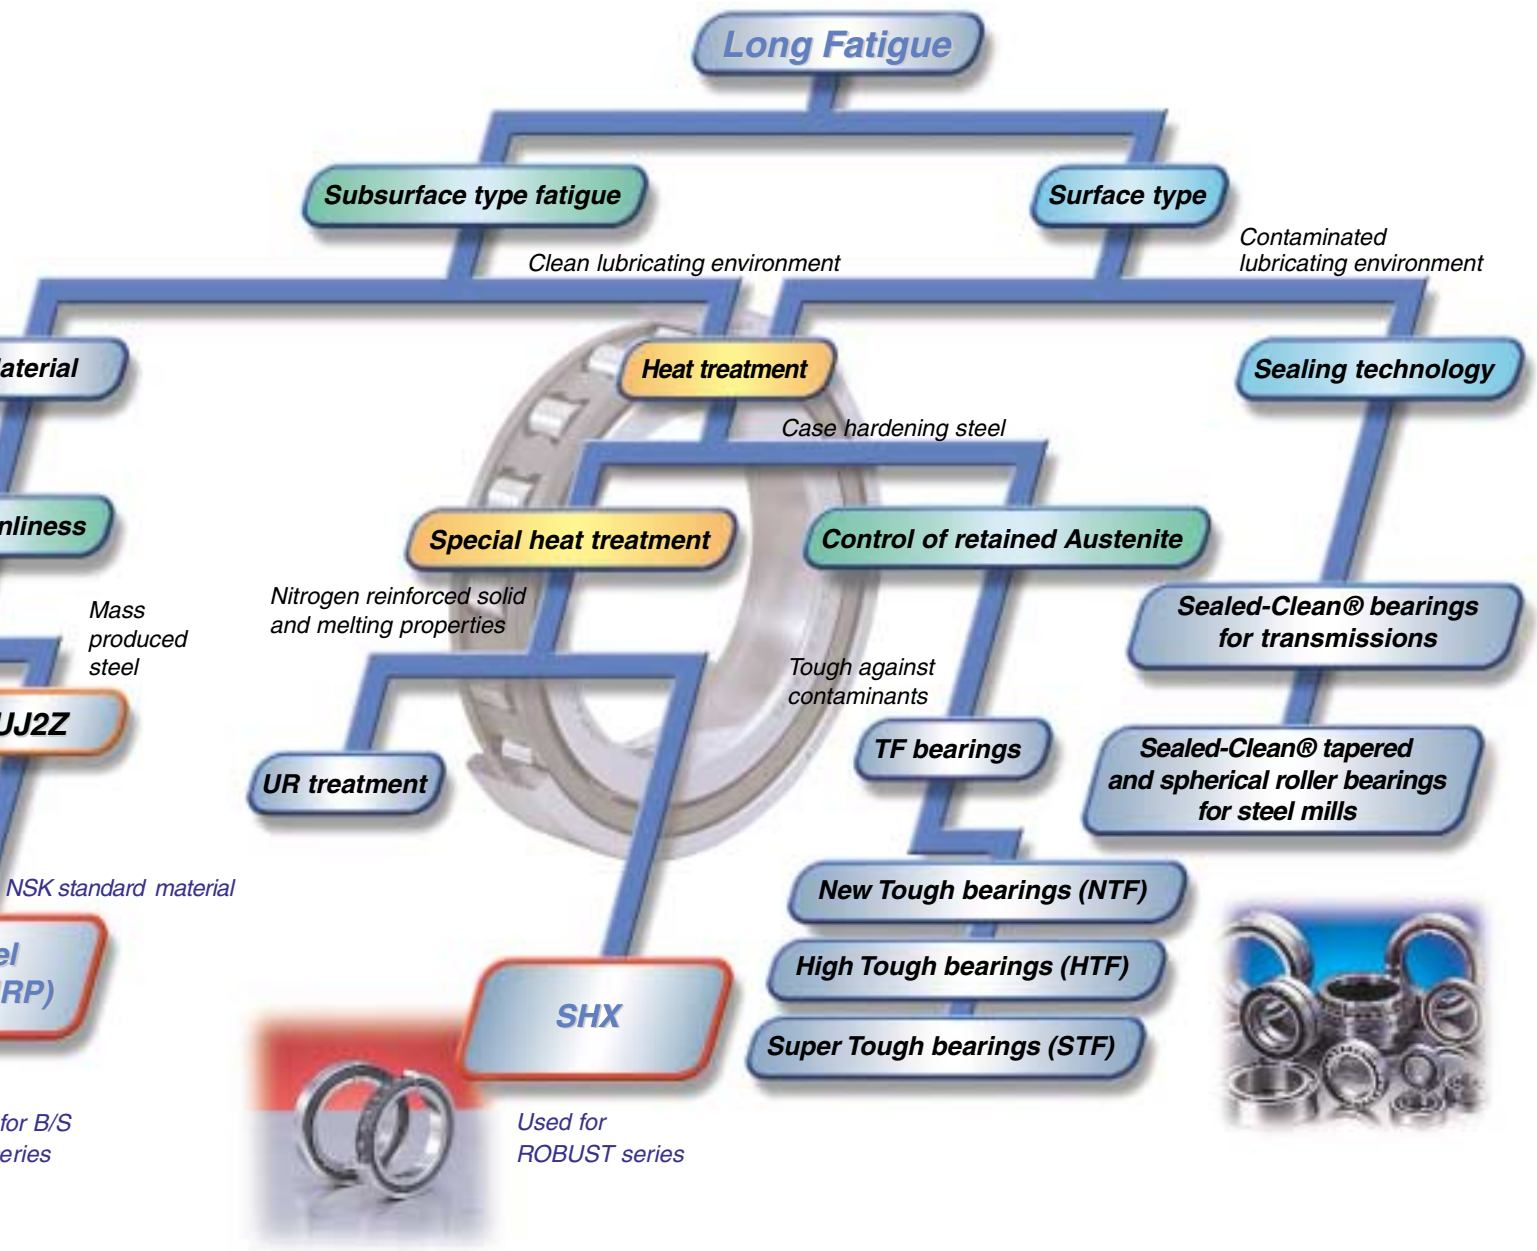 Long Fatigue
Subsurface type fatigue
Surface type
Clean lubricating environment
Contaminated
lubricating environment
aterial
Heat treatment
Sealing technology
Case hardening steel
nliness
Special heat treatment
Control of retained Austenite
Nitrogen reinforced solid
and melting properties
Mass
produced
steel
Sealed-Clean® bearings
for transmissions
Tough against
contaminants
UJ2Z
UR treatment
TF bearings
Sealed-Clean® tapered
and spherical roller bearings
for steel mills
NSK standard material
New Tough bearings (NTF)
el
RP)
High Tough bearings (HTF)
SHX
Super Tough bearings (STF)
for B/S
eries
Used for
ROBUST series